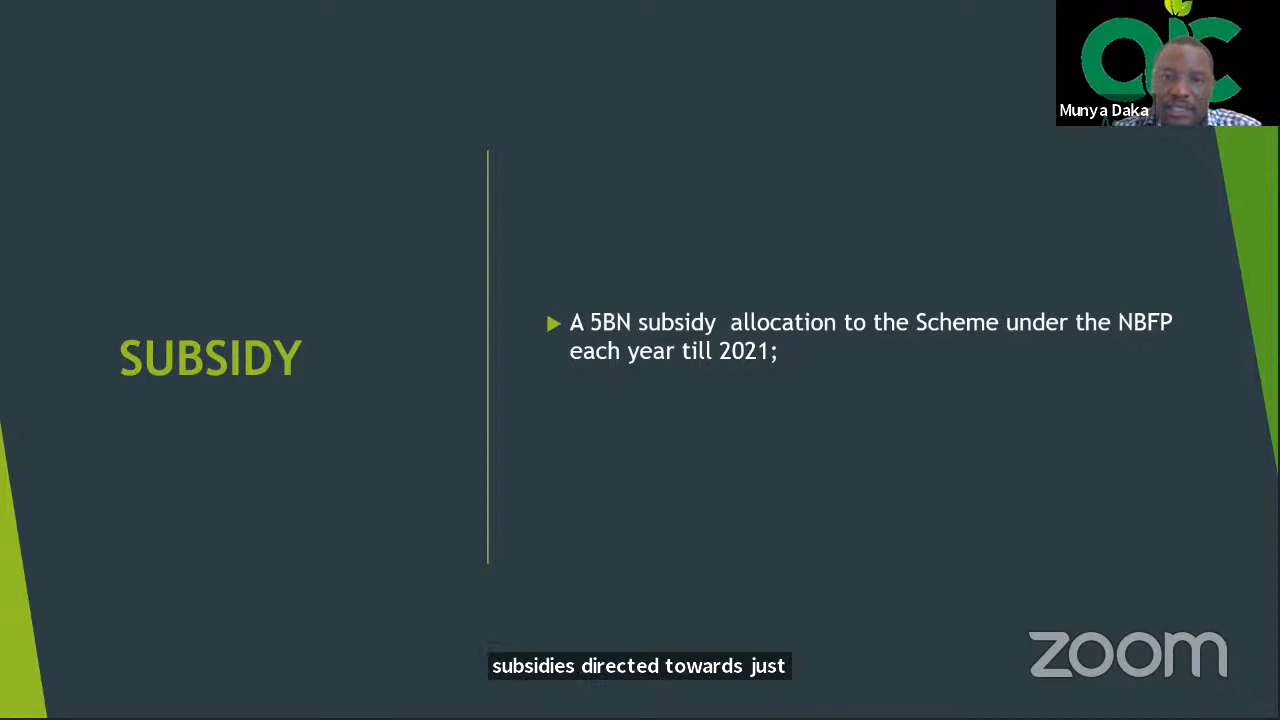 aic
Munya Daka
SUBSIDY
A 5BN subsidy allocation to the Scheme under the NBFP
each year till 2021;
subsidies directed towards just
zoom